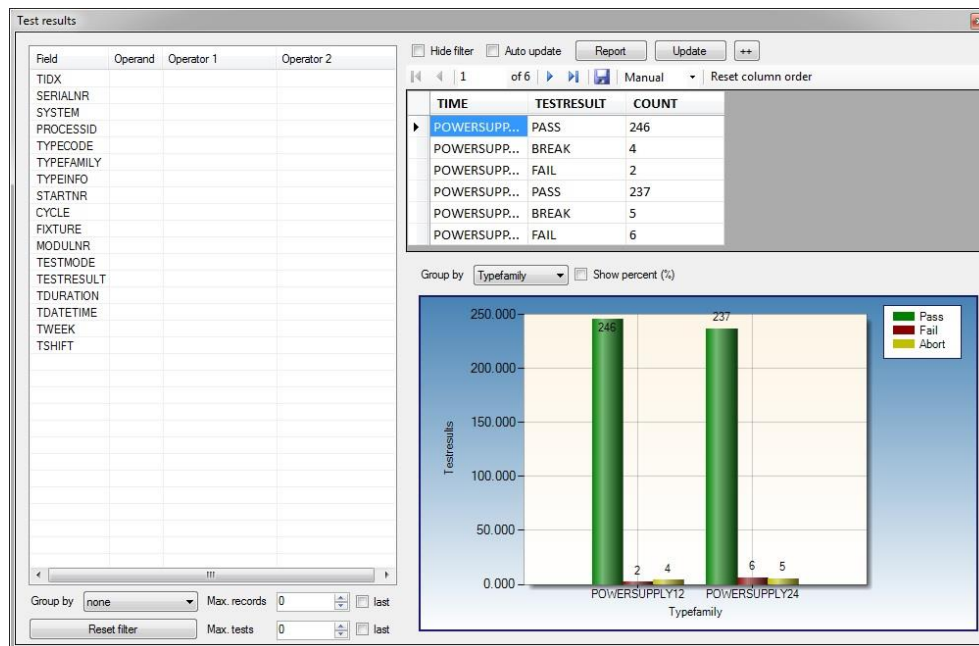 Test results
Field Operand Operator 1 Operator 2
TIDX
SERIALNR
SYSTEM
PROCESSID
TYPECODE
TYPEFAMILY
TYPEINFO
STARTNR
CYCLE
FIXTURE
MODULNR
TESTMODE
TESTRESULT
TDURATION
TDATETIME
TWEEK
TSHIFT
Group by none Max. records 0 last
Reset filter Max. tests 0 last
Hide filter Auto update Report Update ++
1 of 6 Manual Reset column order
TIME TESTRESULT COUNT
POWERSUPP... PASS 246
POWERSUPP... BREAK 4
POWERSUPP... FAIL 2
POWERSUPP... PASS 237
POWERSUPP... BREAK 5
POWERSUPP... FAIL 6
Group by Typefamily Show percent (%)
250.000
200.000
150.000
100.000
50.000
0.000
Testresults
246 237
2 4 6 5
POWERSUPPLY12 POWERSUPPLY24
Typefamily
Pass
Fail
Abort